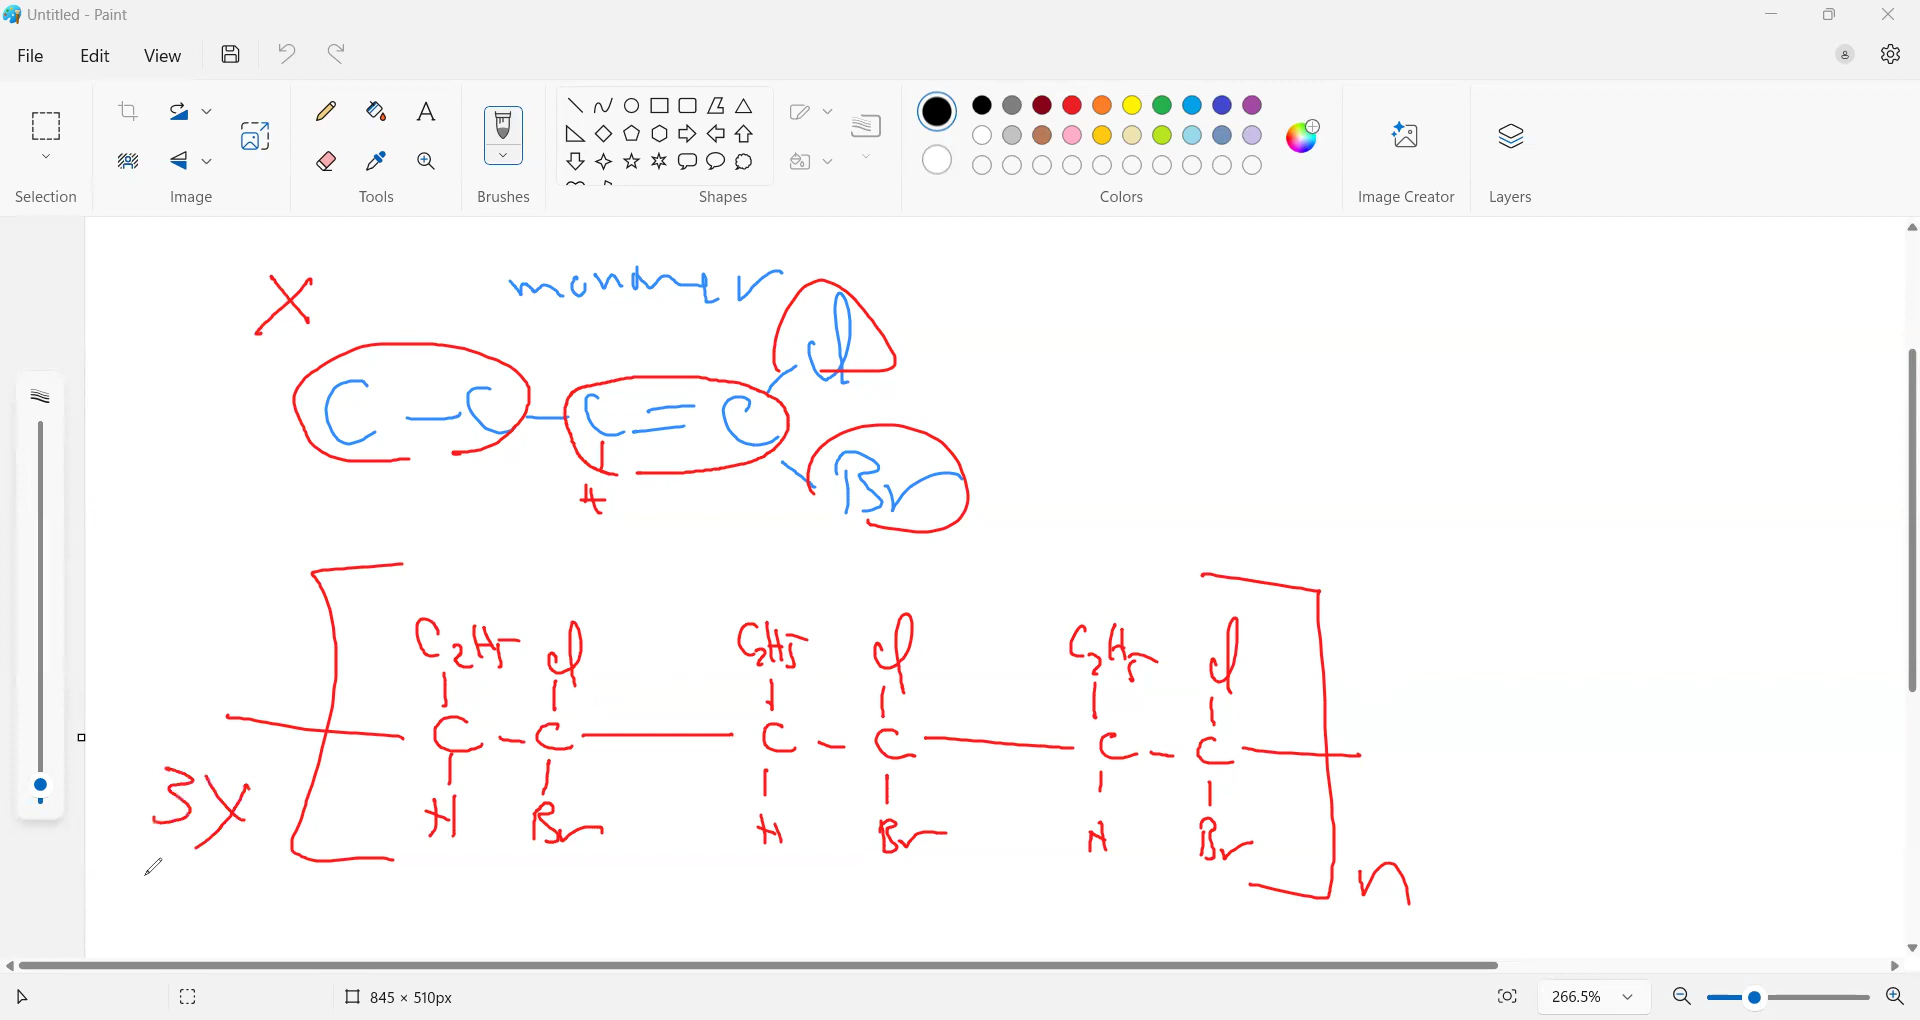 Untitled - Paint
File Edit View
Selection Image Tools Brushes Shapes Colors Image Creator Layers
X monomer
Cl
C - C - C = C
H Br
C2H5 Cl C2H5 Cl C2H5 Cl
C - C - C - C - C - C
3X
H Br H Br H Br
n
845 × 510px 266.5%